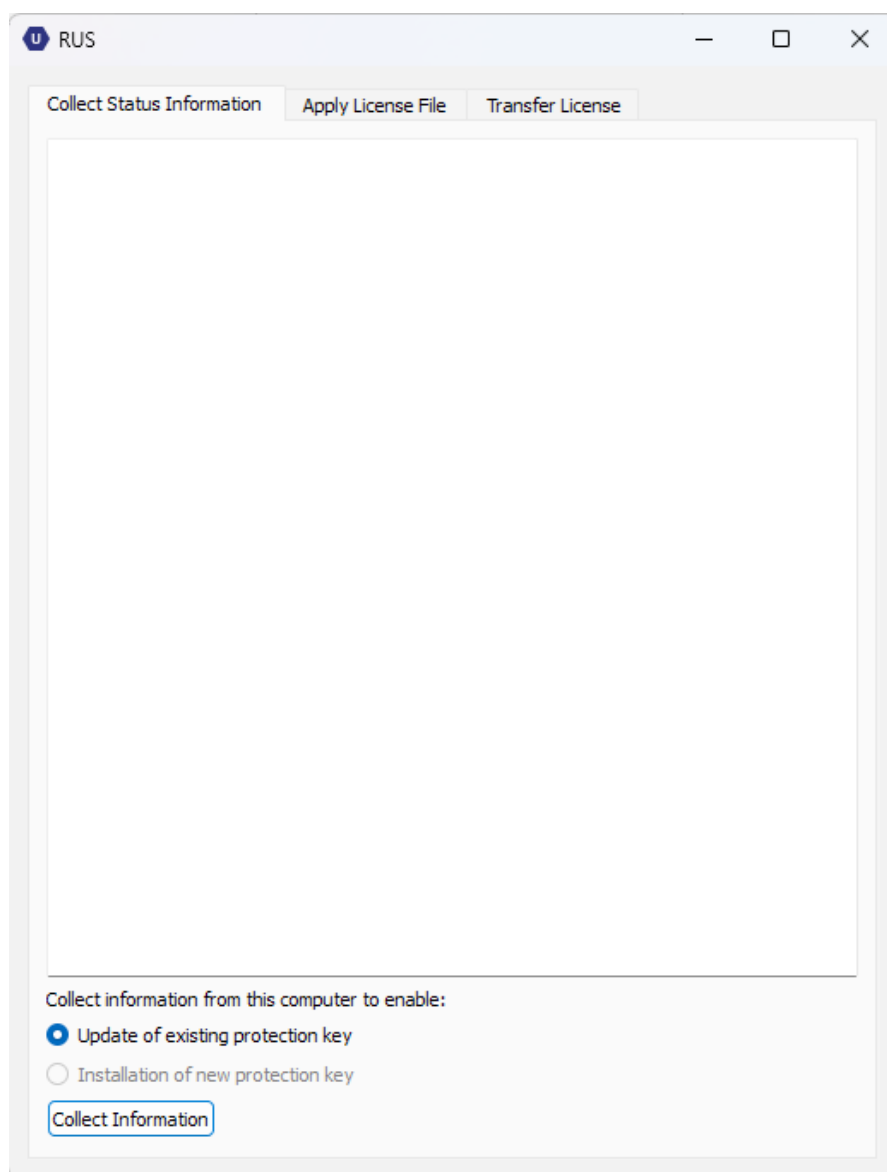 U RUS
Collect Status Information Apply License File Transfer License
Collect information from this computer to enable:
Update of existing protection key
Installation of new protection key
Collect Information